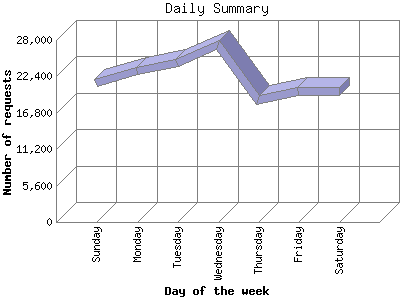 Daily Summary
28,000
22,400
16,800
11,200
5,600
0
Number of requests
Sunday
Monday
Tuesday
Wednesday
Thursday
Friday
Saturday
Day of the week